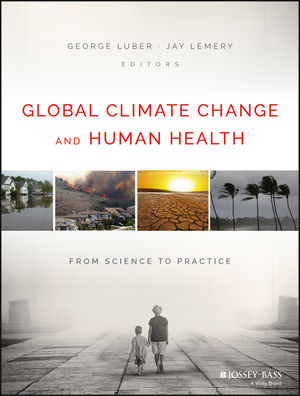 GEORGE LUBER · JAY LEMERY
EDITORS
GLOBAL CLIMATE CHANGE
AND HUMAN HEALTH
FROM SCIENCE TO PRACTICE
JOSSEY-BASS
A Wiley Brand